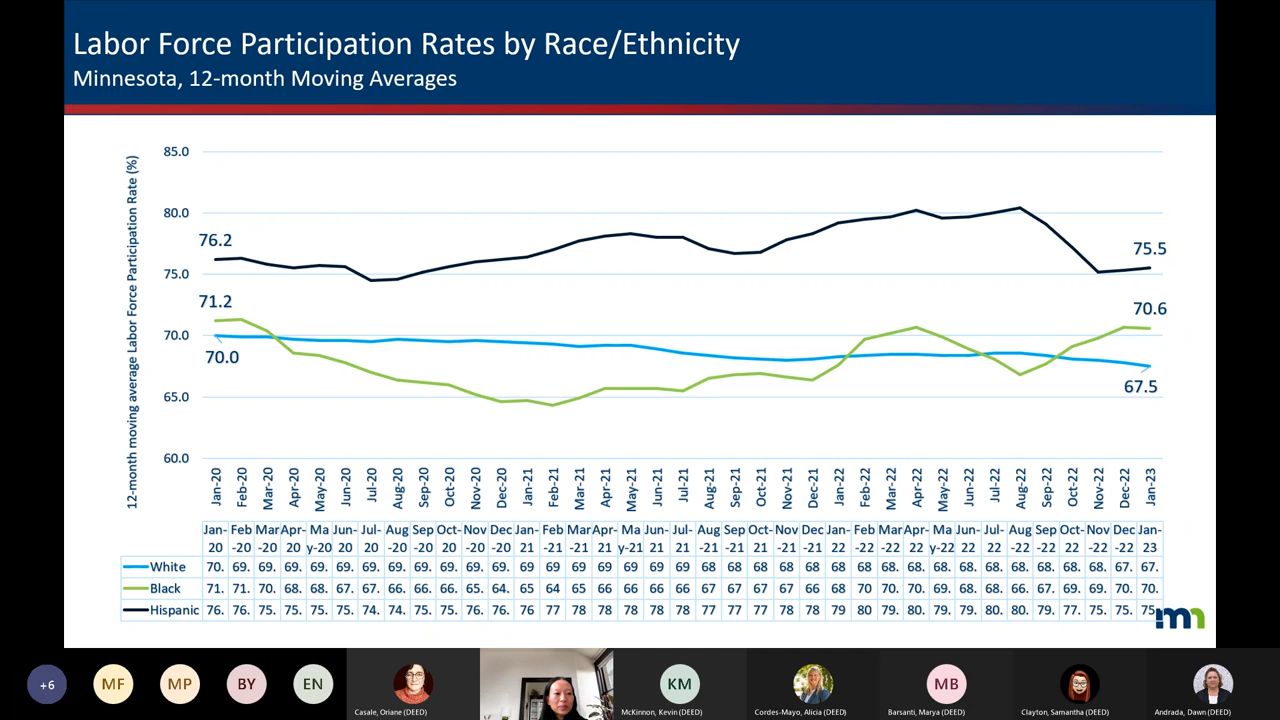 Labor Force Participation Rates by Race/Ethnicity
Minnesota, 12-month Moving Averages
12-month moving average Labor Force Participation Rate (%)
85.0
80.0
75.0
70.0
65.0
60.0
76.2
71.2
70.0
75.5
70.6
67.5
Jan-20 Feb-20 Mar-20 Apr-20 May-20 Jun-20 Jul-20 Aug-20 Sep-20 Oct-20 Nov-20 Dec-20 Jan-21 Feb-21 Mar-21 Apr-21 May-21 Jun-21 Jul-21 Aug-21 Sep-21 Oct-21 Nov-21 Dec-21 Jan-22 Feb-22 Mar-22 Apr-22 May-22 Jun-22 Jul-22 Aug-22 Sep-22 Oct-22 Nov-22 Dec-22 Jan-23
Jan- Feb Mar Apr- Ma Jun- Jul- Aug Sep Oct- Nov Dec Jan- Feb Mar Apr- Ma Jun- Jul- Aug Sep Oct- Nov Dec Jan- Feb Mar Apr- Ma Jun- Jul- Aug Sep Oct- Nov Dec Jan-
20 -20 -20 20 y-20 20 20 -20 -20 20 -20 -20 21 -21 -21 21 y-21 21 21 -21 -21 21 -21 -21 22 -22 -22 22 y-22 22 22 -22 -22 22 -22 -22 23
White 70. 69. 69. 69. 69. 69. 69. 69. 69. 69. 69. 69. 69 69 69 69 69 69 69 68 68 68 68 68 68 68 68. 68. 68. 68. 68. 68. 68. 68. 68. 67. 67.
Black 71. 71. 70. 68. 68. 67. 67. 66. 66. 66. 65. 64. 65 64 65 66 66 66 66 67 67 67 67 66 68 70 70. 70. 69. 68. 68. 66. 67. 69. 69. 70. 70.
Hispanic 76. 76. 75. 75. 75. 75. 74. 74. 75. 75. 76. 76. 76 77 78 78 78 78 78 77 77 77 78 78 79 80 79. 80. 79. 79. 80. 80. 79. 77. 75. 75. 75.
mn
+6
MF
MP
BY
EN
Casale, Oriane (DEED)
KM
McKinnon, Kevin (DEED)
Cordes-Mayo, Alicia (DEED)
MB
Barsanti, Marya (DEED)
Clayton, Samantha (DEED)
Andrada, Dawn (DEED)